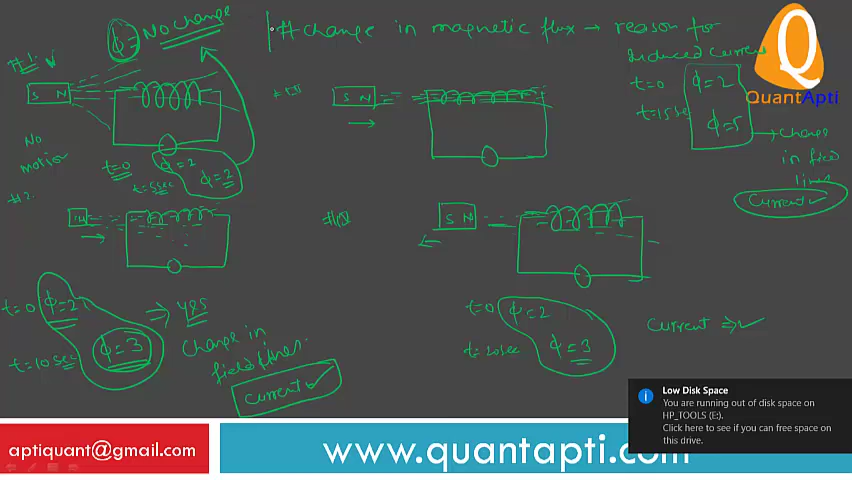 φ = No change
# change in magnetic flux → reason for
induced current
QuantApti
S N
No
motion
t=0 φ=2
t=5sec φ=2
S N
t=0 φ=2
t=15sec φ=5
→ change
in field
lines
current ✓
t=0 φ=2
t=10sec φ=3
⇒ yes
change in
field lines.
current ✓
S N
t=0 φ=2
t=20sec φ=3
current ⇒ ✓
Low Disk Space
You are running out of disk space on
HP_TOOLS (E:).
Click here to see if you can free space on
this drive.
aptiquant@gmail.com
www.quantapti.com